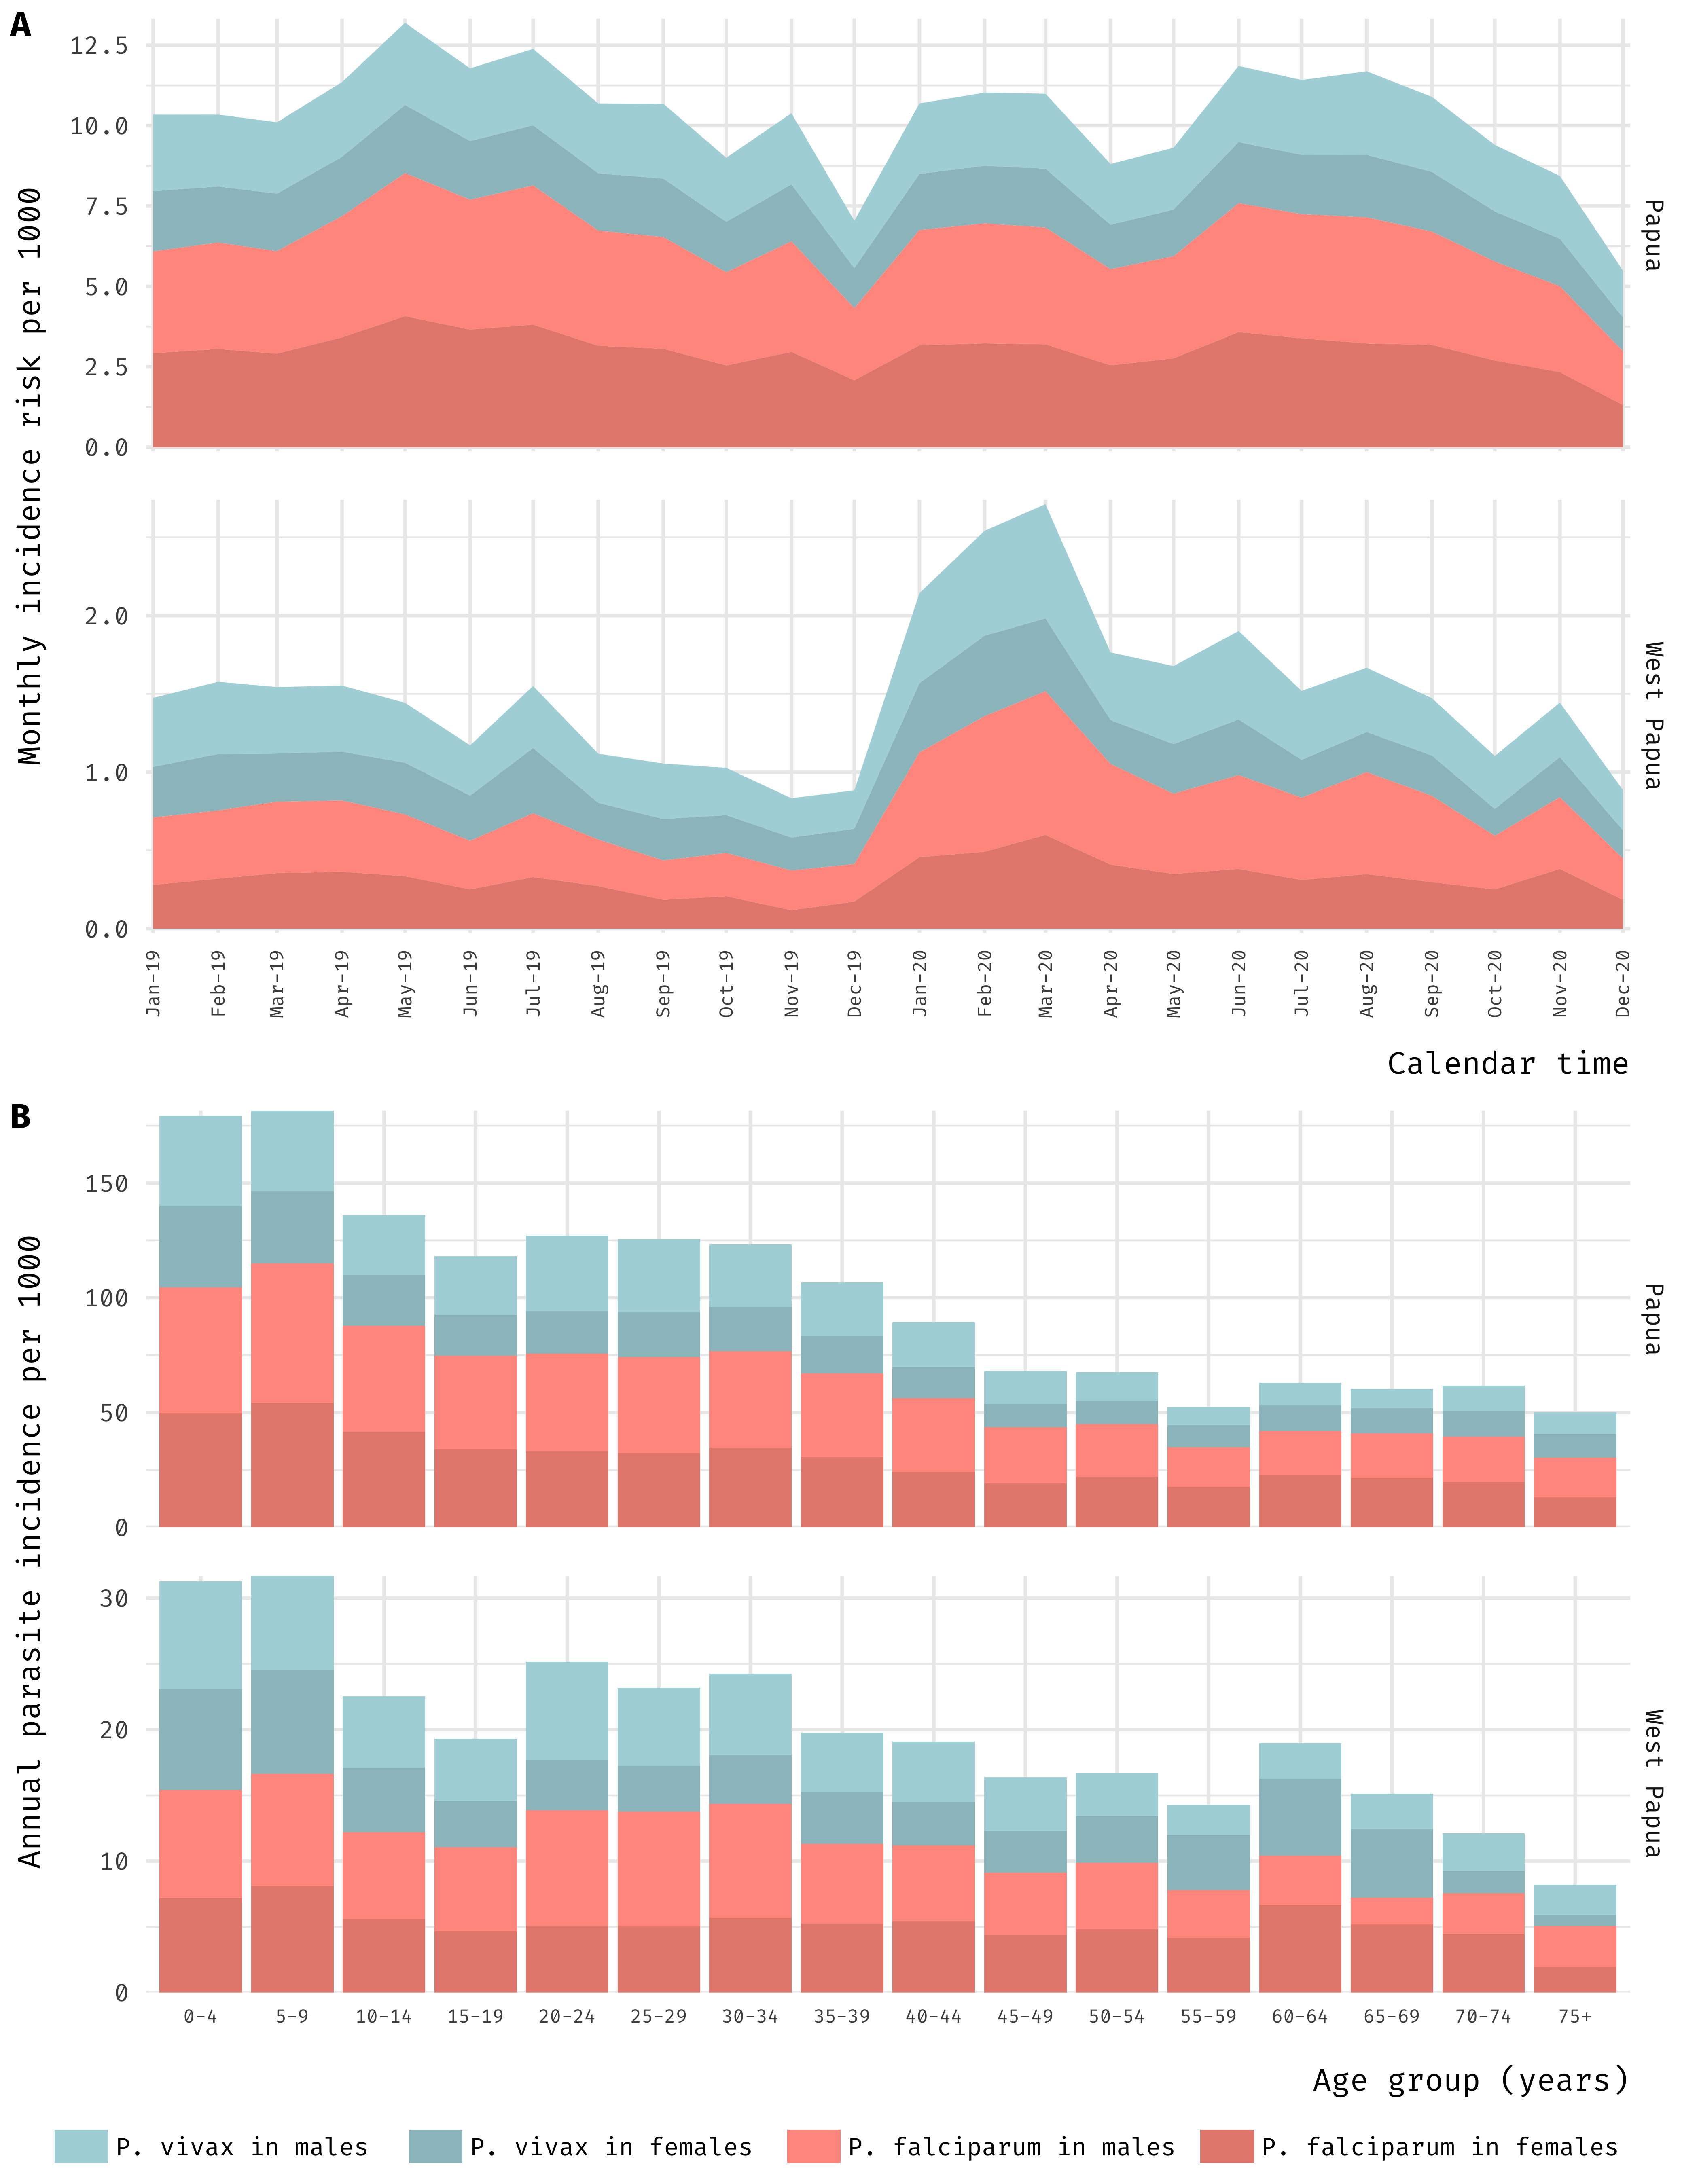 A
Monthly incidence risk per 1000
12.5
10.0
7.5
5.0
2.5
0.0
Papua
2.0
1.0
0.0
West Papua
Jan-19
Feb-19
Mar-19
Apr-19
May-19
Jun-19
Jul-19
Aug-19
Sep-19
Oct-19
Nov-19
Dec-19
Jan-20
Feb-20
Mar-20
Apr-20
May-20
Jun-20
Jul-20
Aug-20
Sep-20
Oct-20
Nov-20
Dec-20
Calendar time
B
Annual parasite incidence per 1000
150
100
50
0
Papua
30
20
10
0
West Papua
0-4 5-9 10-14 15-19 20-24 25-29 30-34 35-39 40-44 45-49 50-54 55-59 60-64 65-69 70-74 75+
Age group (years)
P. vivax in males P. vivax in females P. falciparum in males P. falciparum in females